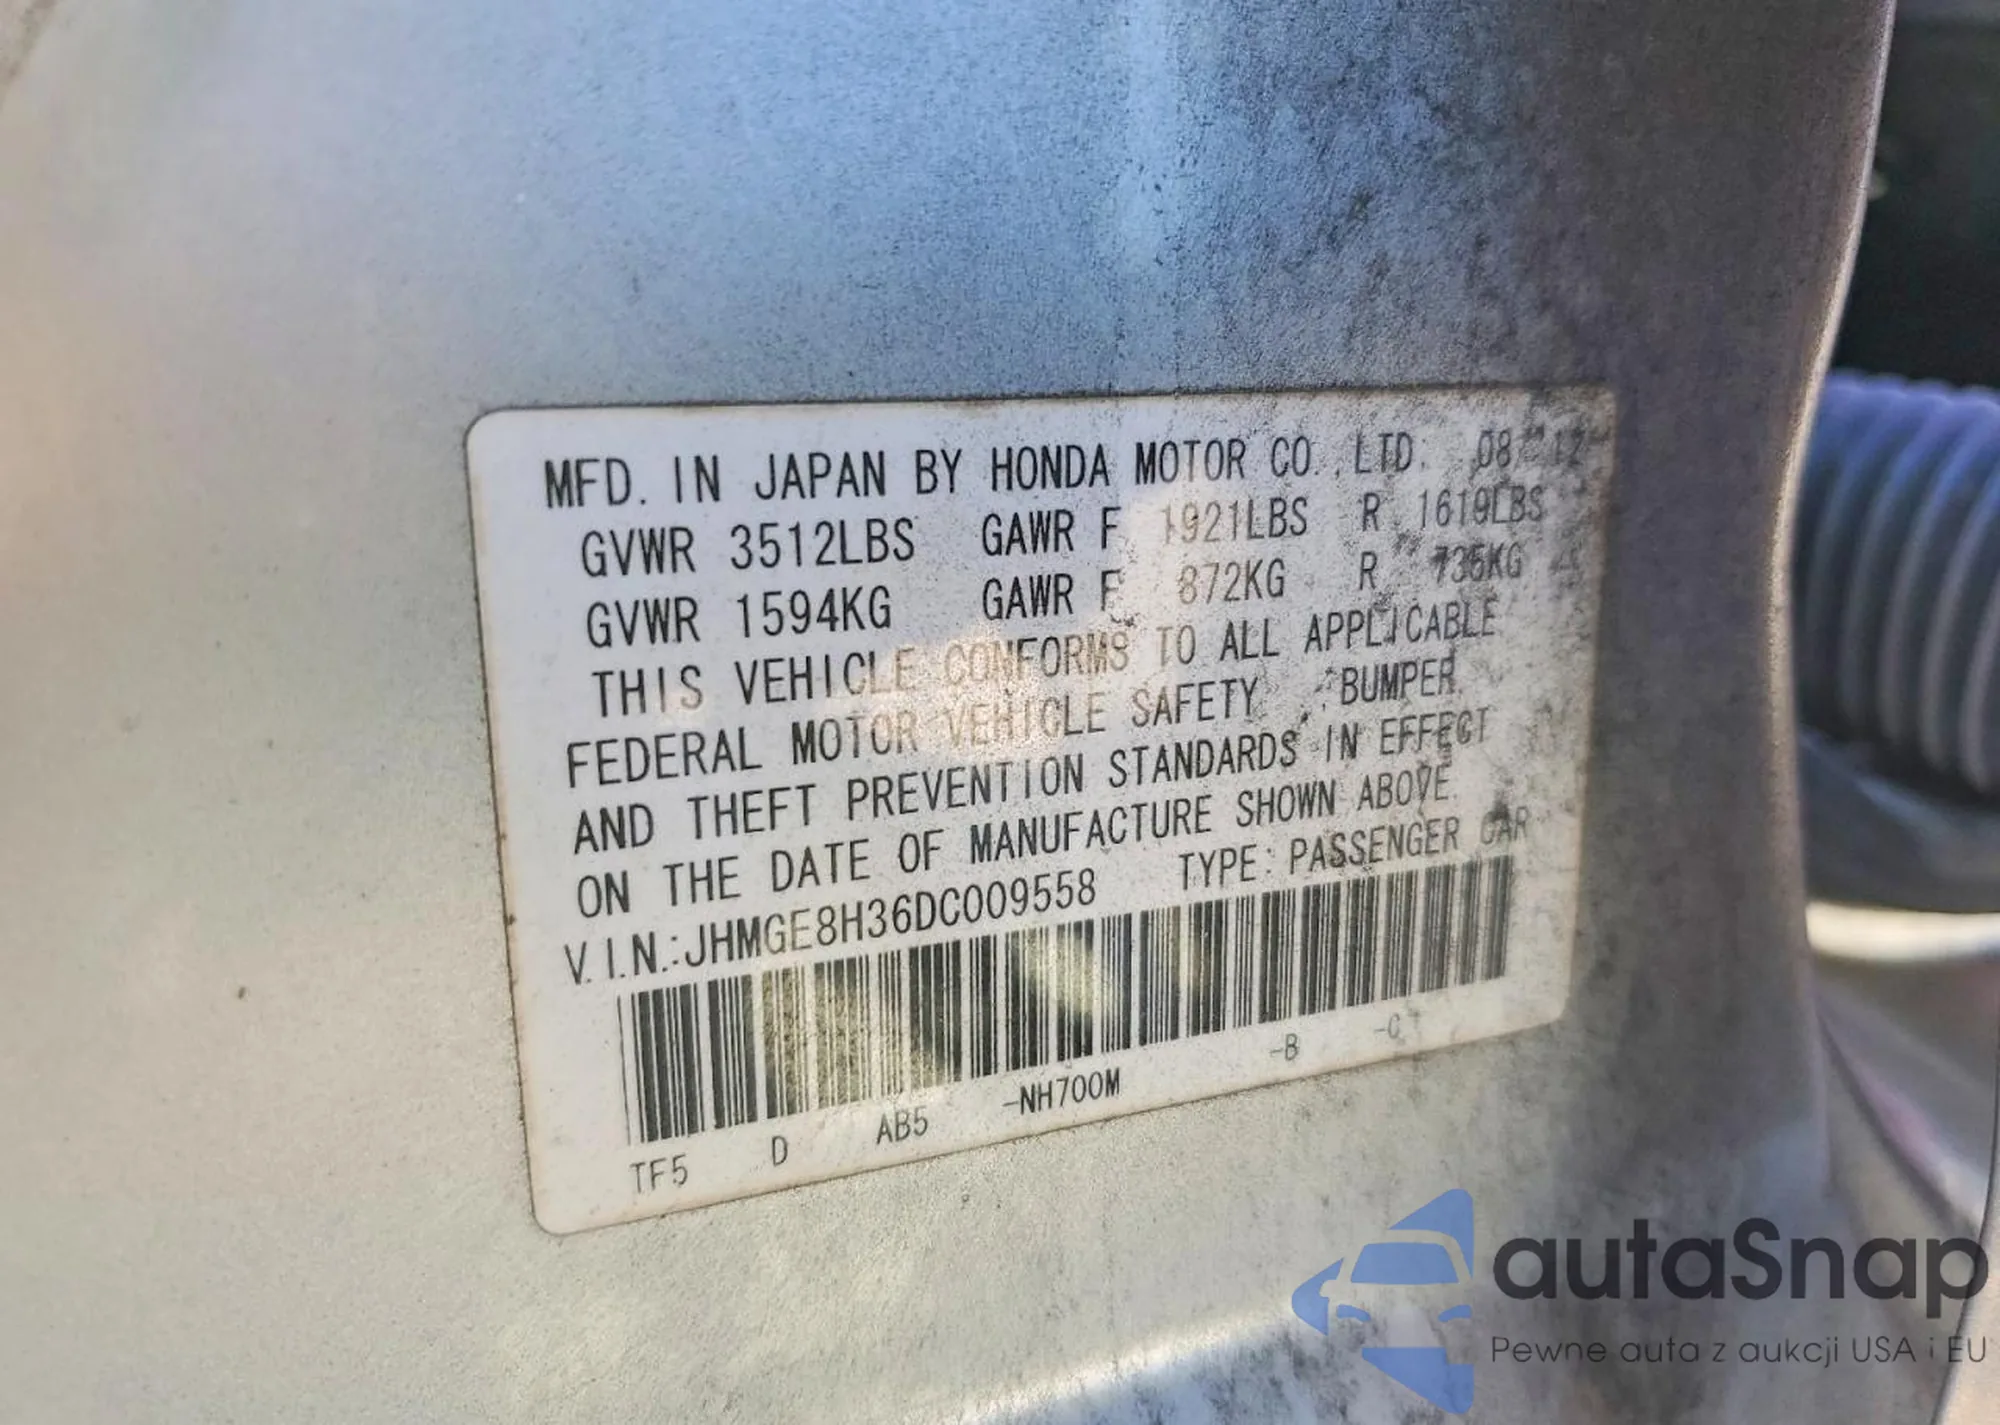 MFD. IN JAPAN BY HONDA MOTOR CO., LTD. 08/12
GVWR 3512LBS GAWR F 1921LBS R 1619LBS
GVWR 1594KG GAWR F 872KG R 735KG
THIS VEHICLE CONFORMS TO ALL APPLICABLE
FEDERAL MOTOR VEHICLE SAFETY, BUMPER,
AND THEFT PREVENTION STANDARDS IN EFFECT
ON THE DATE OF MANUFACTURE SHOWN ABOVE.
V.I.N.:JHMGE8H36DC009558 TYPE:PASSENGER CAR
TF5 D AB5 -NH700M -B -C
autaSnap
Pewne auta z aukcji USA i EU